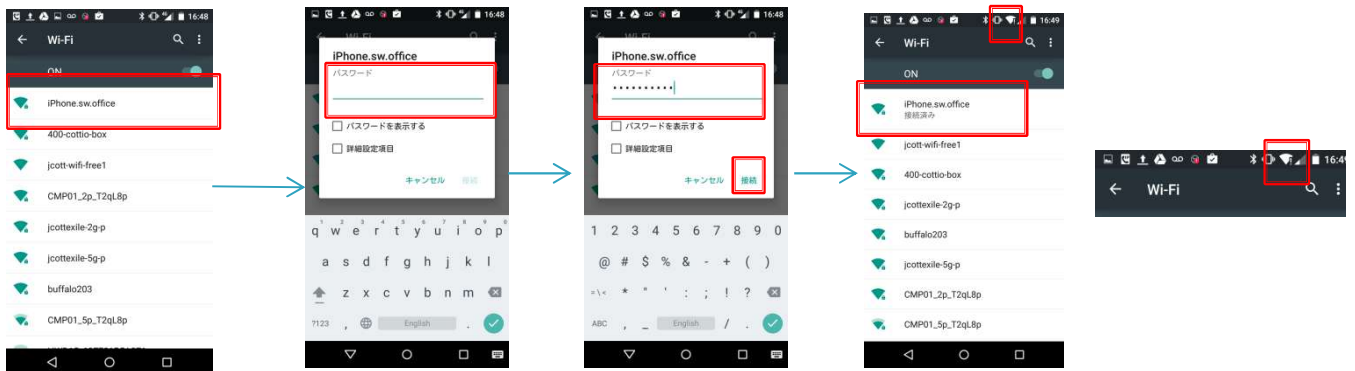 16:48
Wi-Fi
ON
iPhone.sw.office
400-cottio-box
jcott-wifi-free1
CMP01_2p_T2qL8p
jcottexile-2g-p
jcottexile-5g-p
buffalo203
CMP01_5p_T2qL8p
16:48
Wi-Fi
iPhone.sw.office
パスワード
パスワードを表示する
詳細設定項目
キャンセル
接続
q w e r t y u i o p
a s d f g h j k l
z x c v b n m
?123 , English .
16:48
iPhone.sw.office
パスワード
••••••••••
パスワードを表示する
詳細設定項目
キャンセル
接続
1 2 3 4 5 6 7 8 9 0
@ # $ % & - + ( )
=\< * " ' : ; ! ?
ABC , _ English / .
16:49
Wi-Fi
ON
iPhone.sw.office
接続済み
jcott-wifi-free1
400-cottio-box
jcottexile-2g-p
buffalo203
jcottexile-5g-p
CMP01_2p_T2qL8p
CMP01_5p_T2qL8p
16:49
Wi-Fi